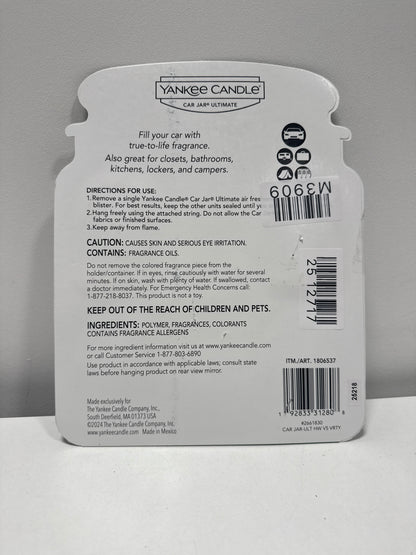 YANKEE CANDLE®
CAR JAR® ULTIMATE
Fill your car with
true-to-life fragrance.
Also great for closets, bathrooms,
kitchens, lockers, and campers.
DIRECTIONS FOR USE:
1. Remove a single Yankee Candle® Car Jar® Ultimate air fres
blister. For best results, keep the other units sealed until yo
2. Hang freely using the attached string. Do not allow the Car
fabrics or finished surfaces.
3. Keep away from flame.
M3909
CAUTION: CAUSES SKIN AND SERIOUS EYE IRRITATION.
CONTAINS: FRAGRANCE OILS.
Do not remove the colored fragrance piece from the
holder/container. If in eyes, rinse cautiously with water for several
minutes. If on skin, wash with plenty of water. If swallowed, contact
a doctor immediately. For Emergency Health Concerns call:
1-877-218-8037. This product is not a toy.
25 12717
KEEP OUT OF THE REACH OF CHILDREN AND PETS.
INGREDIENTS: POLYMER, FRAGRANCES, COLORANTS
CONTAINS FRAGRANCE ALLERGENS
For more ingredient information visit us at www.yankeecandle.com
or call Customer Service 1-877-803-6890
Use product in accordance with applicable laws; consult state
laws before hanging product on rear view mirror.
ITM./ART. 1806537
Made exclusively for
The Yankee Candle Company, Inc.,
South Deerfield, MA 01373 USA
©2024 The Yankee Candle Company, Inc.
www.yankeecandle.com Made in Mexico
25218
1 92833 31280 8
#2661830
CAR JAR-ULT HW V5 VRTY